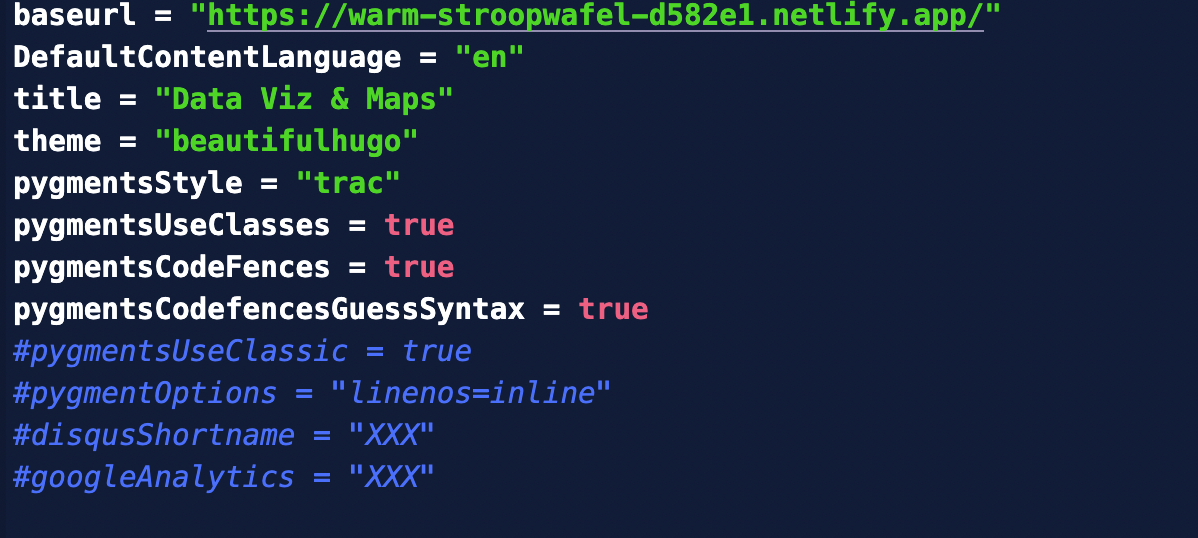 baseurl = "https://warm-stroopwafel-d582e1.netlify.app/"
DefaultContentLanguage = "en"
title = "Data Viz & Maps"
theme = "beautifulhugo"
pygmentsStyle = "trac"
pygmentsUseClasses = true
pygmentsCodeFences = true
pygmentsCodefencesGuessSyntax = true
#pygmentsUseClassic = true
#pygmentOptions = "linenos=inline"
#disqusShortname = "XXX"
#googleAnalytics = "XXX"